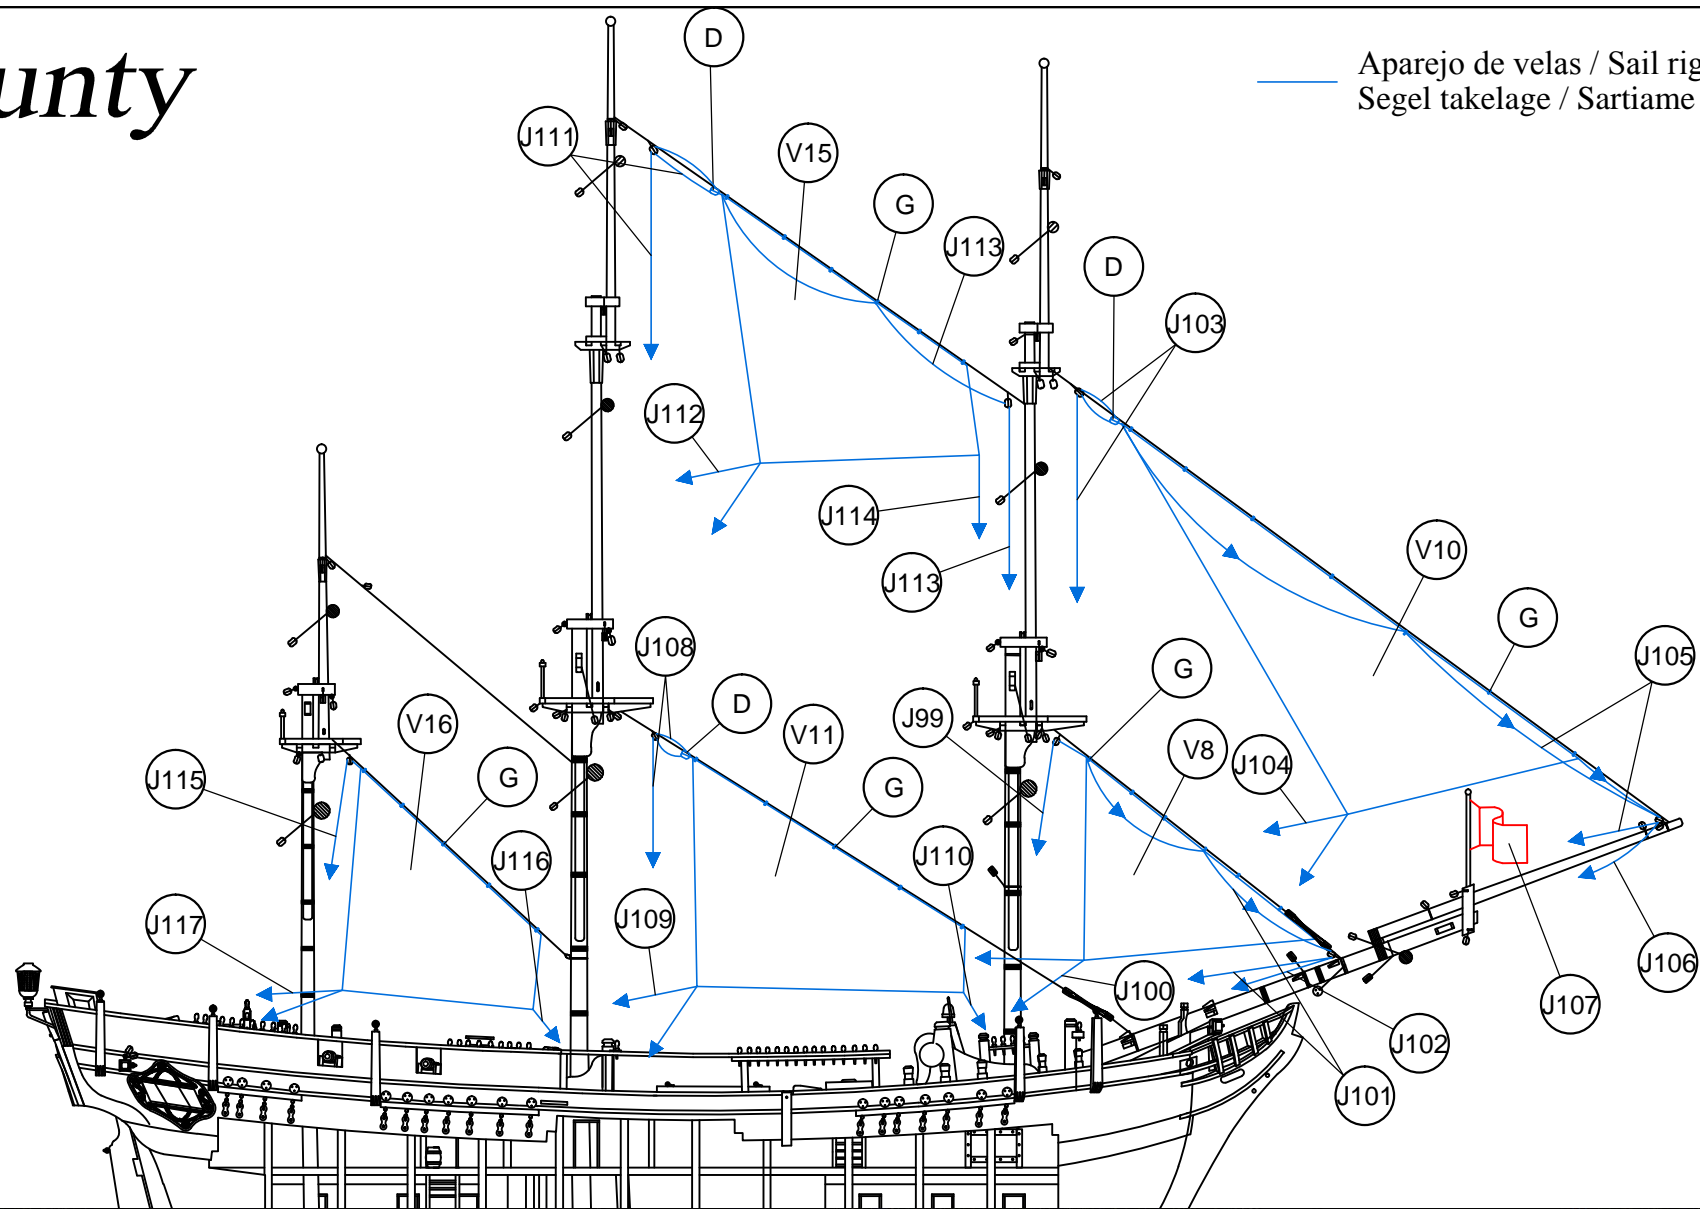 unty
Aparejo de velas / Sail rig
Segel takelage / Sartiame
D
J111
V15
G
J113
D
J103
J112
J114
J113
V10
G
J105
J108
D
V11
G
J99
V8
J104
V16
G
J115
G
J116
J110
J109
J117
J100
J106
J107
J102
J101